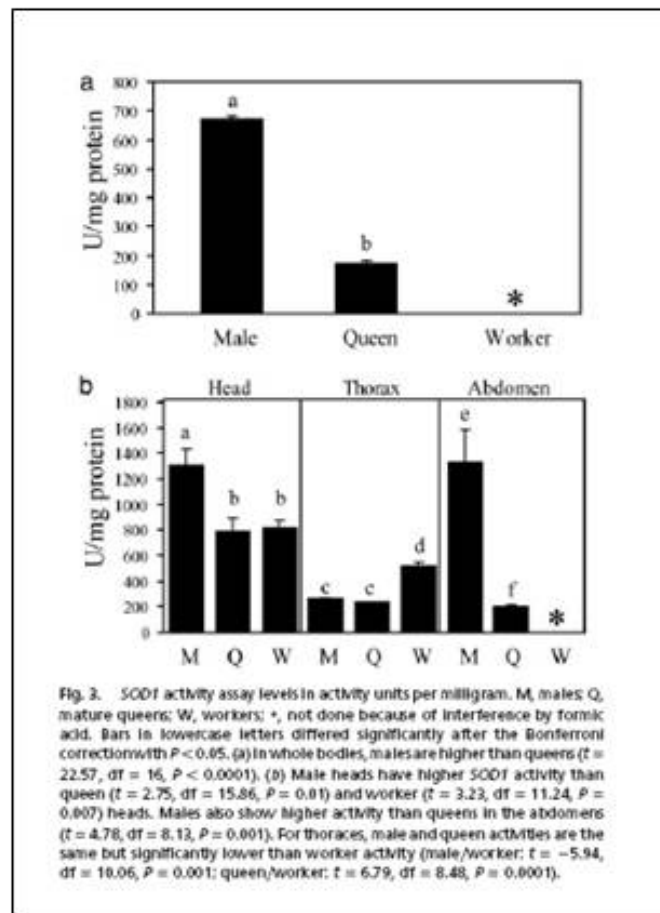 a
800
700
600
500
400
300
200
100
0
U/mg protein
a
b
*
Male Queen Worker
b
Head Thorax Abdomen
1800
1600
1400
1200
1000
800
600
400
200
0
U/mg protein
a
b
b
c
c
d
e
f
*
M Q W M Q W M Q W
Fig. 3. SOD1 activity assay levels in activity units per milligram. M, males; Q,
mature queens; W, workers; *, not done because of interference by formic
acid. Bars in lowercase letters differed significantly after the Bonferroni
correctionwith P < 0.05. (a) In whole bodies, males are higher than queens (t =
22.57, df = 16, P < 0.0001). (b) Male heads have higher SOD1 activity than
queen (t = 2.75, df = 15.86, P = 0.01) and worker (t = 3.23, df = 11.24, P =
0.007) heads. Males also show higher activity than queens in the abdomens
(t = 4.78, df = 8.13, P = 0.001). For thoraces, male and queen activities are the
same but significantly lower than worker activity (male/worker: t = −5.94,
df = 10.06, P = 0.001; queen/worker: t = 6.79, df = 8.48, P = 0.0001).